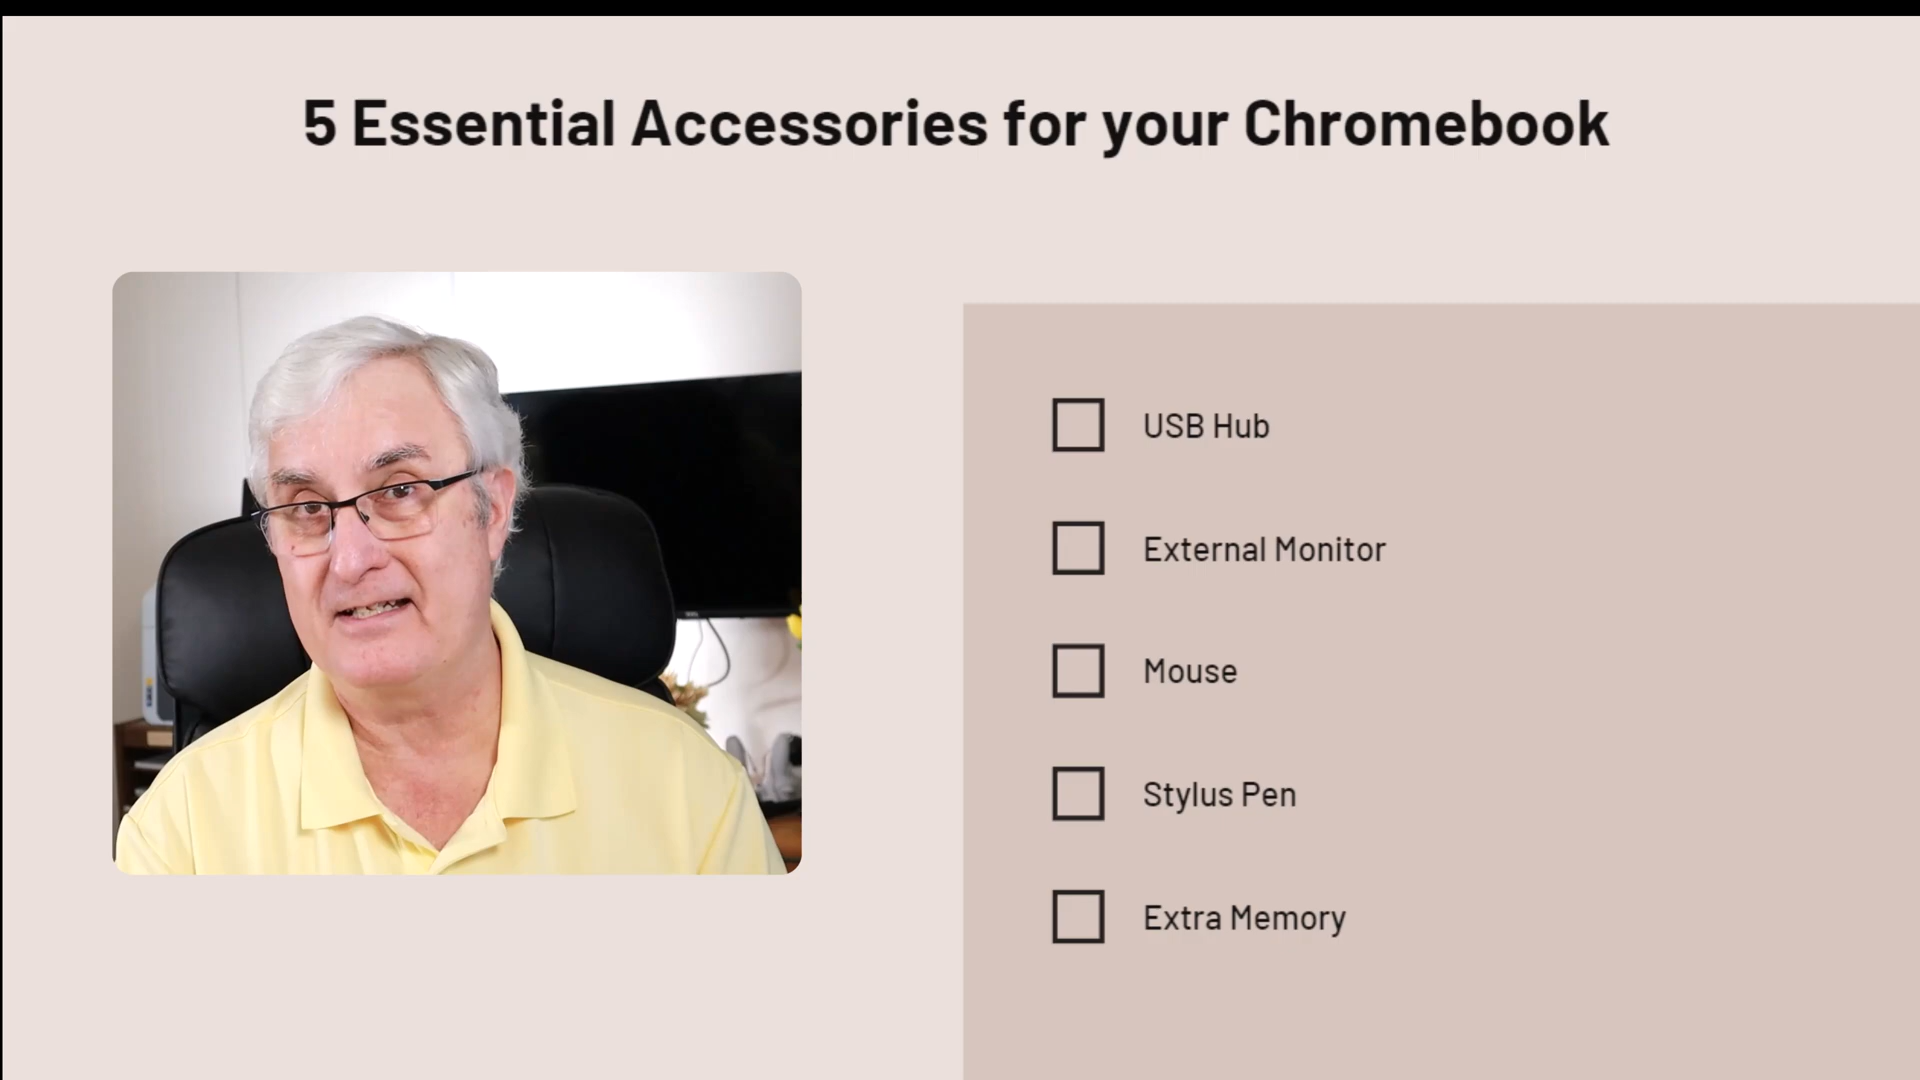 5 Essential Accessories for your Chromebook
USB Hub
External Monitor
Mouse
Stylus Pen
Extra Memory